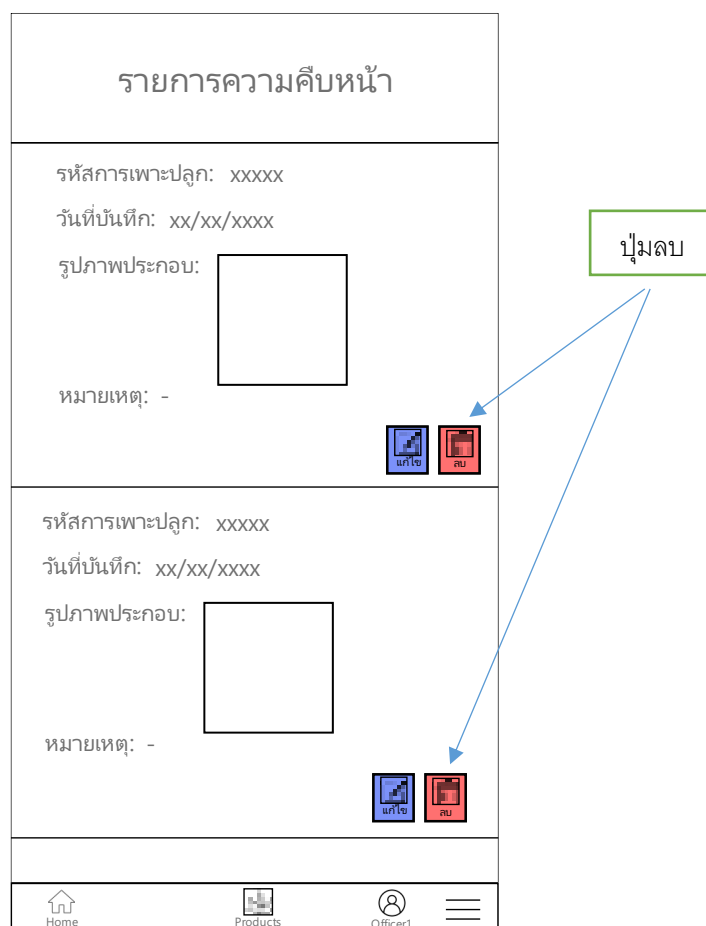 รายการความคืบหน้า
รหัสการเพาะปลูก: xxxxx
วันที่บันทึก: xx/xx/xxxx
รูปภาพประกอบ:
ปุ่มลบ
หมายเหตุ: -
แก้ไข ลบ
รหัสการเพาะปลูก: xxxxx
วันที่บันทึก: xx/xx/xxxx
รูปภาพประกอบ:
หมายเหตุ: -
แก้ไข ลบ
Home Products Officer1